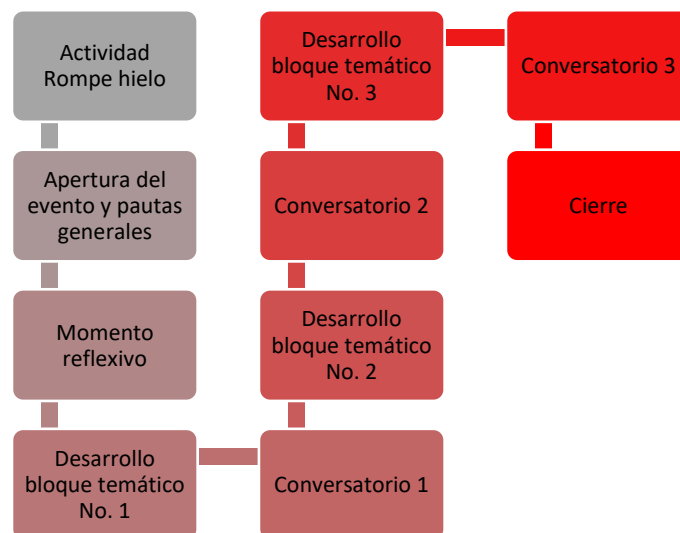 Actividad
Rompe hielo
Apertura del
evento y pautas
generales
Momento
reflexivo
Desarrollo
bloque temático
No. 1
Conversatorio 1
Desarrollo
bloque temático
No. 2
Conversatorio 2
Desarrollo
bloque temático
No. 3
Conversatorio 3
Cierre